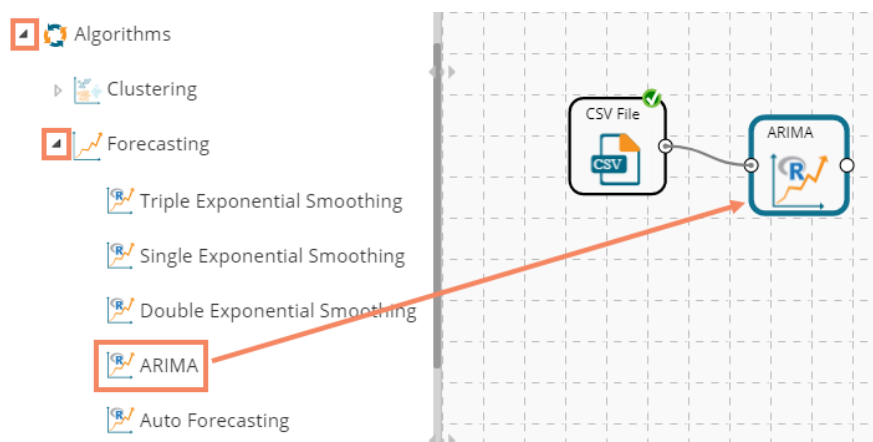 Algorithms
Clustering
Forecasting
R Triple Exponential Smoothing
R Single Exponential Smoothing
R Double Exponential Smoothing
R ARIMA
R Auto Forecasting
CSV File
CSV
ARIMA
R